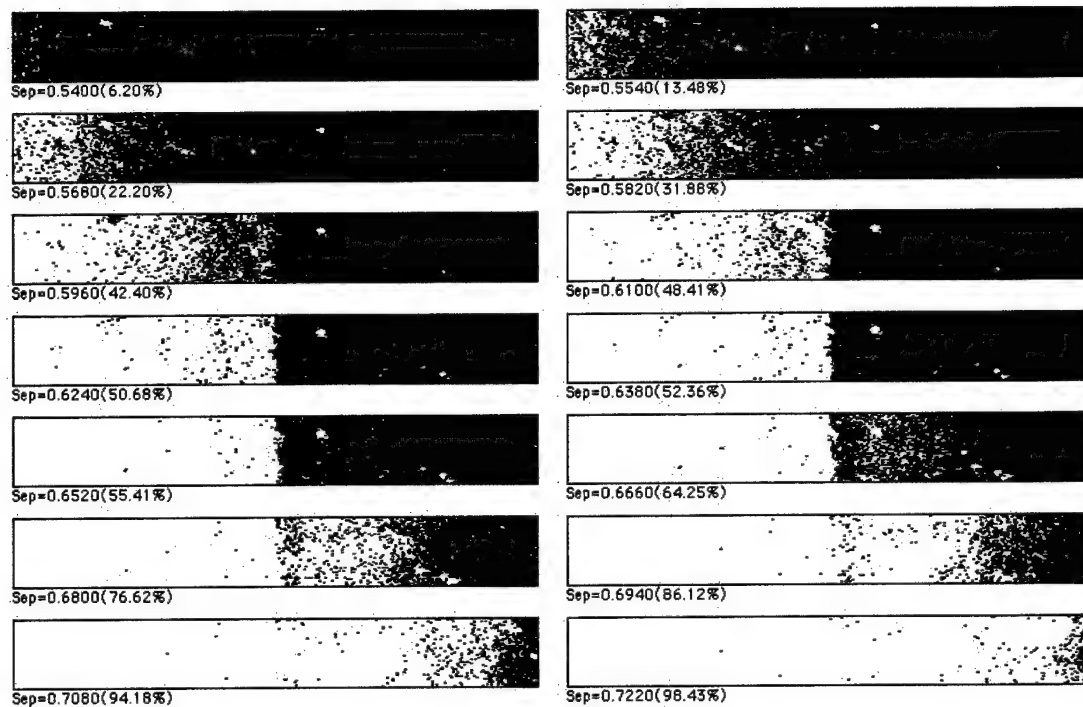 Sep=0.5400(6.20%)
Sep=0.5540(13.48%)
Sep=0.5680(22.20%)
Sep=0.5820(31.88%)
Sep=0.5960(42.40%)
Sep=0.6100(48.41%)
Sep=0.6240(50.68%)
Sep=0.6380(52.36%)
Sep=0.6520(55.41%)
Sep=0.6660(64.25%)
Sep=0.6800(76.62%)
Sep=0.6940(86.12%)
Sep=0.7080(94.18%)
Sep=0.7220(98.43%)